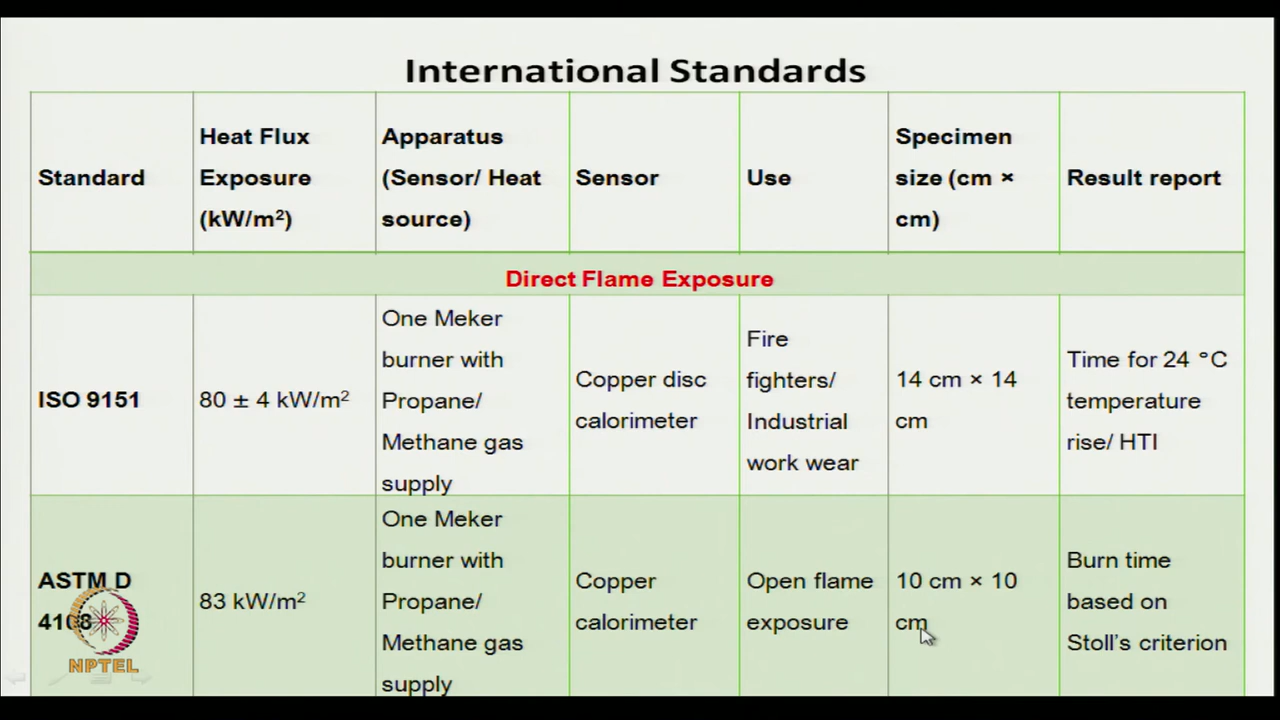 International Standards
Standard
Heat Flux
Exposure
(kW/m²)
Apparatus
(Sensor/ Heat
source)
Sensor
Use
Specimen
size (cm ×
cm)
Result report
Direct Flame Exposure
ISO 9151
80 ± 4 kW/m²
One Meker
burner with
Propane/
Methane gas
supply
Copper disc
calorimeter
Fire
fighters/
Industrial
work wear
14 cm × 14
cm
Time for 24 °C
temperature
rise/ HTI
ASTM D
4108
83 kW/m²
One Meker
burner with
Propane/
Methane gas
supply
Copper
calorimeter
Open flame
exposure
10 cm × 10
cm
Burn time
based on
Stoll’s criterion
NPTEL